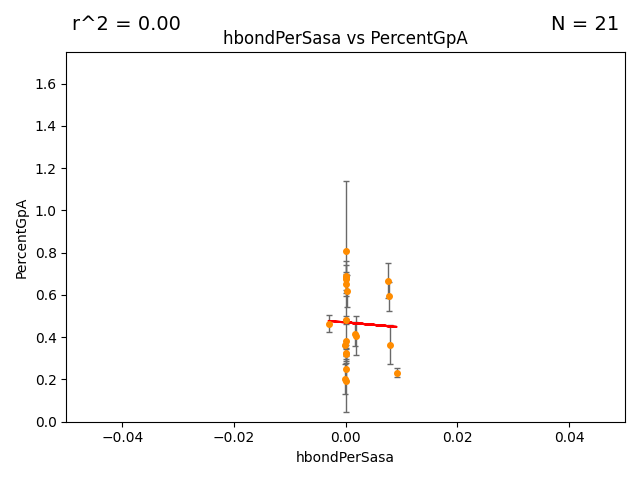 r^2 = 0.00
N = 21
hbondPerSasa vs PercentGpA
1.6
1.4
1.2
1.0
0.8
0.6
0.4
0.2
0.0
PercentGpA
−0.04 −0.02 0.00 0.02 0.04
hbondPerSasa